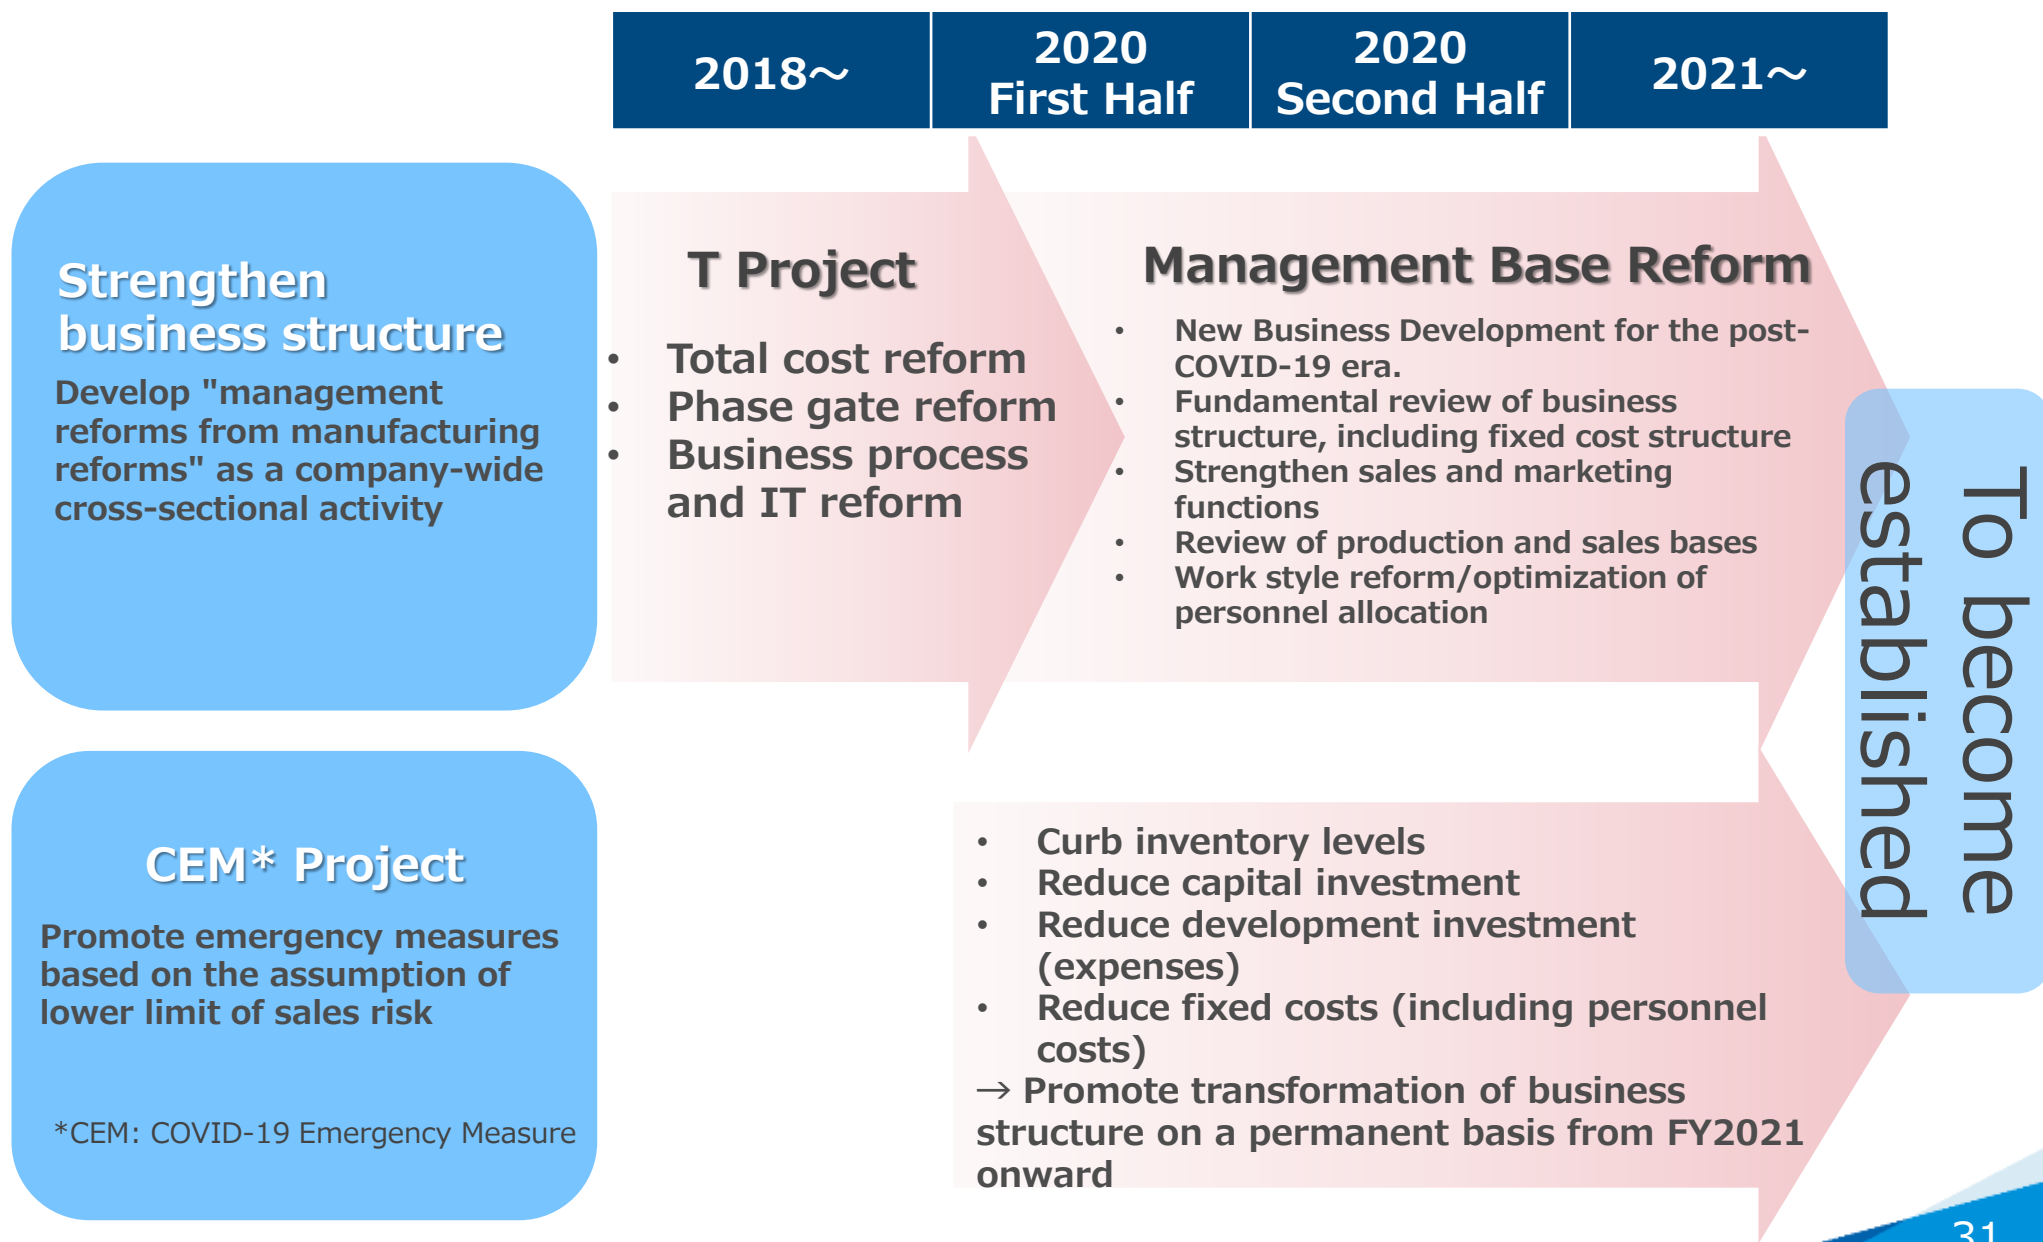 2018～
2020
First Half
2020
Second Half
2021～
Strengthen
business structure
Develop "management
reforms from manufacturing
reforms" as a company-wide
cross-sectional activity
T Project
• Total cost reform
• Phase gate reform
• Business process
and IT reform
Management Base Reform
• New Business Development for the post-
COVID-19 era.
• Fundamental review of business
structure, including fixed cost structure
• Strengthen sales and marketing
functions
• Review of production and sales bases
• Work style reform/optimization of
personnel allocation
To become
established
CEM* Project
Promote emergency measures
based on the assumption of
lower limit of sales risk
*CEM: COVID-19 Emergency Measure
• Curb inventory levels
• Reduce capital investment
• Reduce development investment
(expenses)
• Reduce fixed costs (including personnel
costs)
→ Promote transformation of business
structure on a permanent basis from FY2021
onward
31